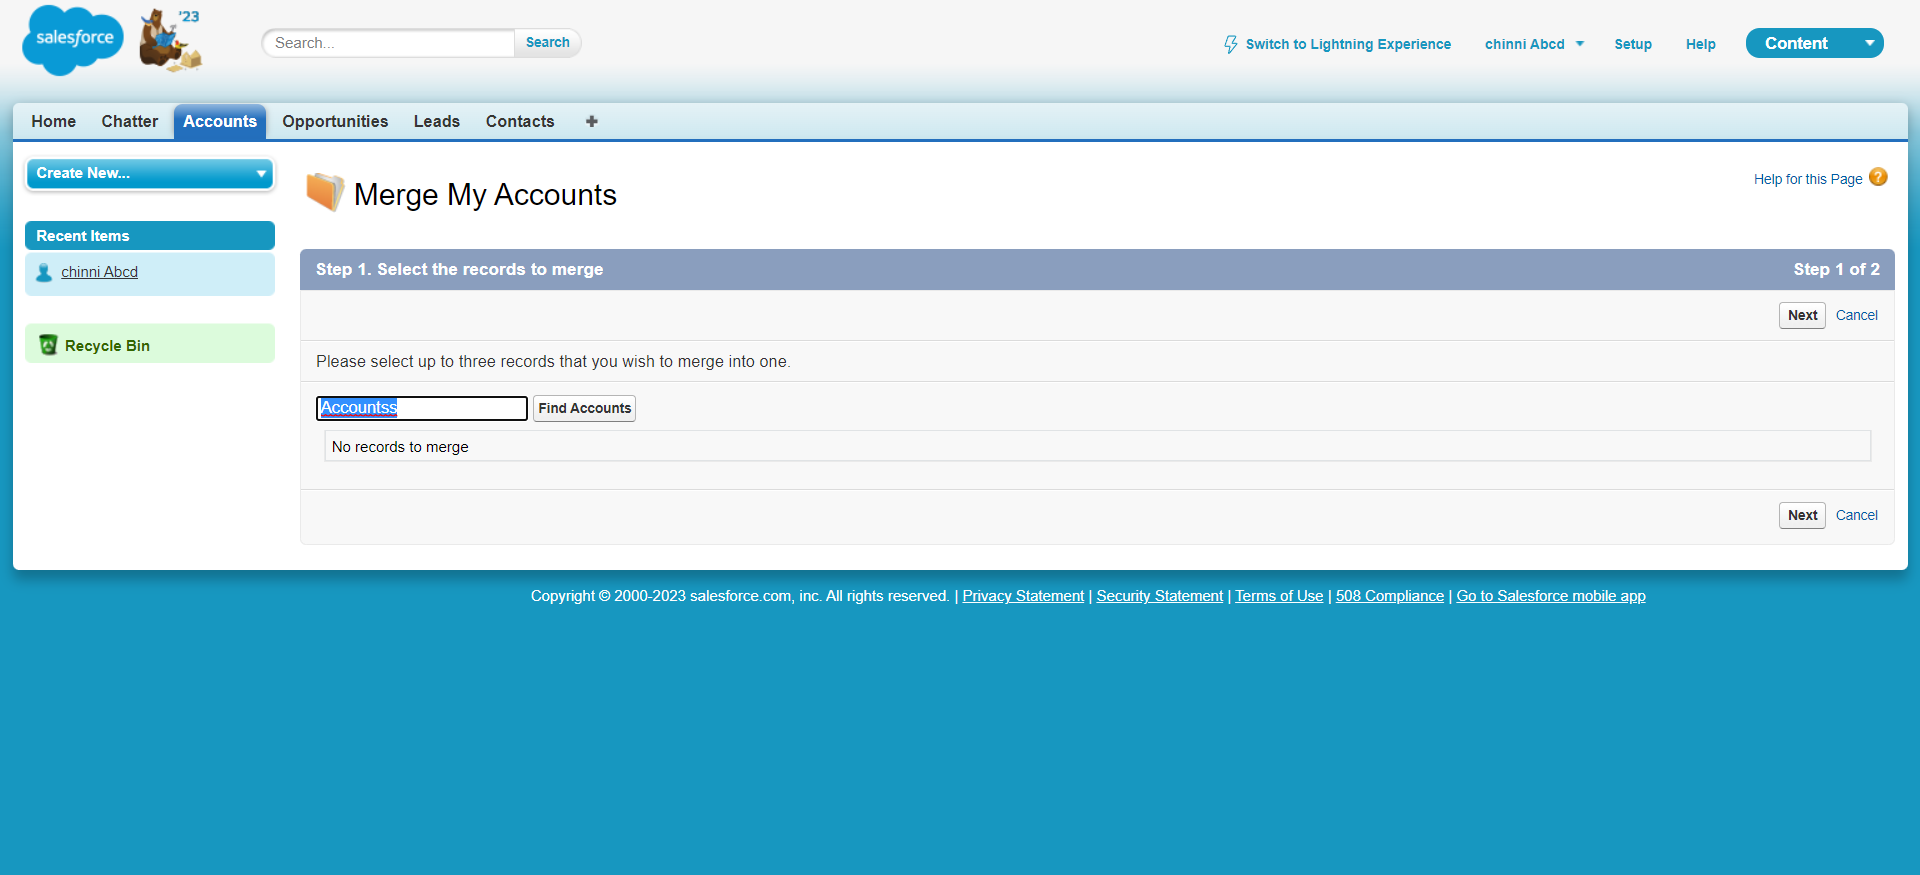 salesforce
'23
Search...
Search
Switch to Lightning Experience
chinni Abcd
Setup
Help
Content
Home
Chatter
Accounts
Opportunities
Leads
Contacts
+
Create New...
Recent Items
chinni Abcd
Recycle Bin
Merge My Accounts
Help for this Page
?
Step 1. Select the records to merge
Step 1 of 2
Next
Cancel
Please select up to three records that you wish to merge into one.
Accountss
Find Accounts
No records to merge
Next
Cancel
Copyright © 2000-2023 salesforce.com, inc. All rights reserved. | Privacy Statement | Security Statement | Terms of Use | 508 Compliance | Go to Salesforce mobile app